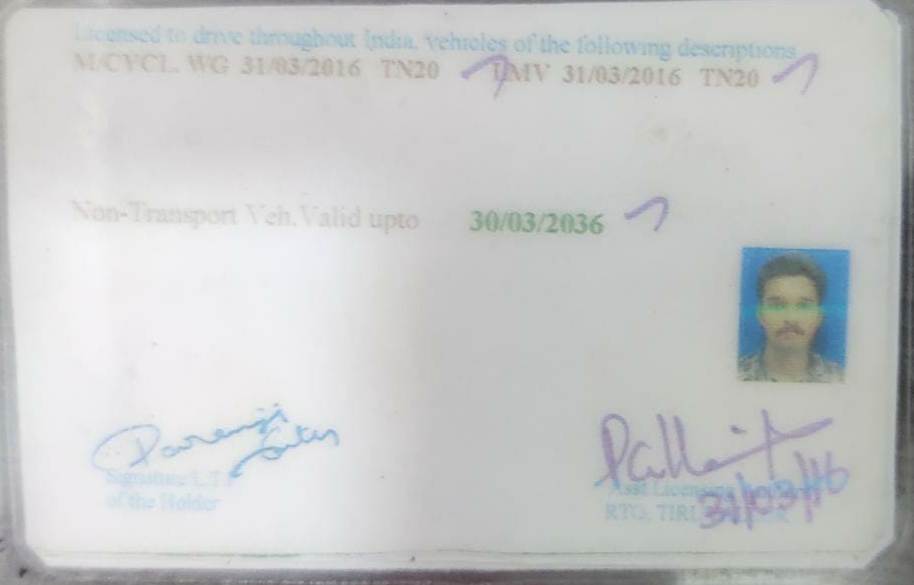 Licensed to drive throughout India, vehicles of the following descriptions
M/CYCL. WG 31/03/2016 TN20 LMV 31/03/2016 TN20
Non-Transport Veh. Valid upto 30/03/2036
Signature/L.T.I
of the Holder
Asst Licensing
31/03/16
RTO, TIRU